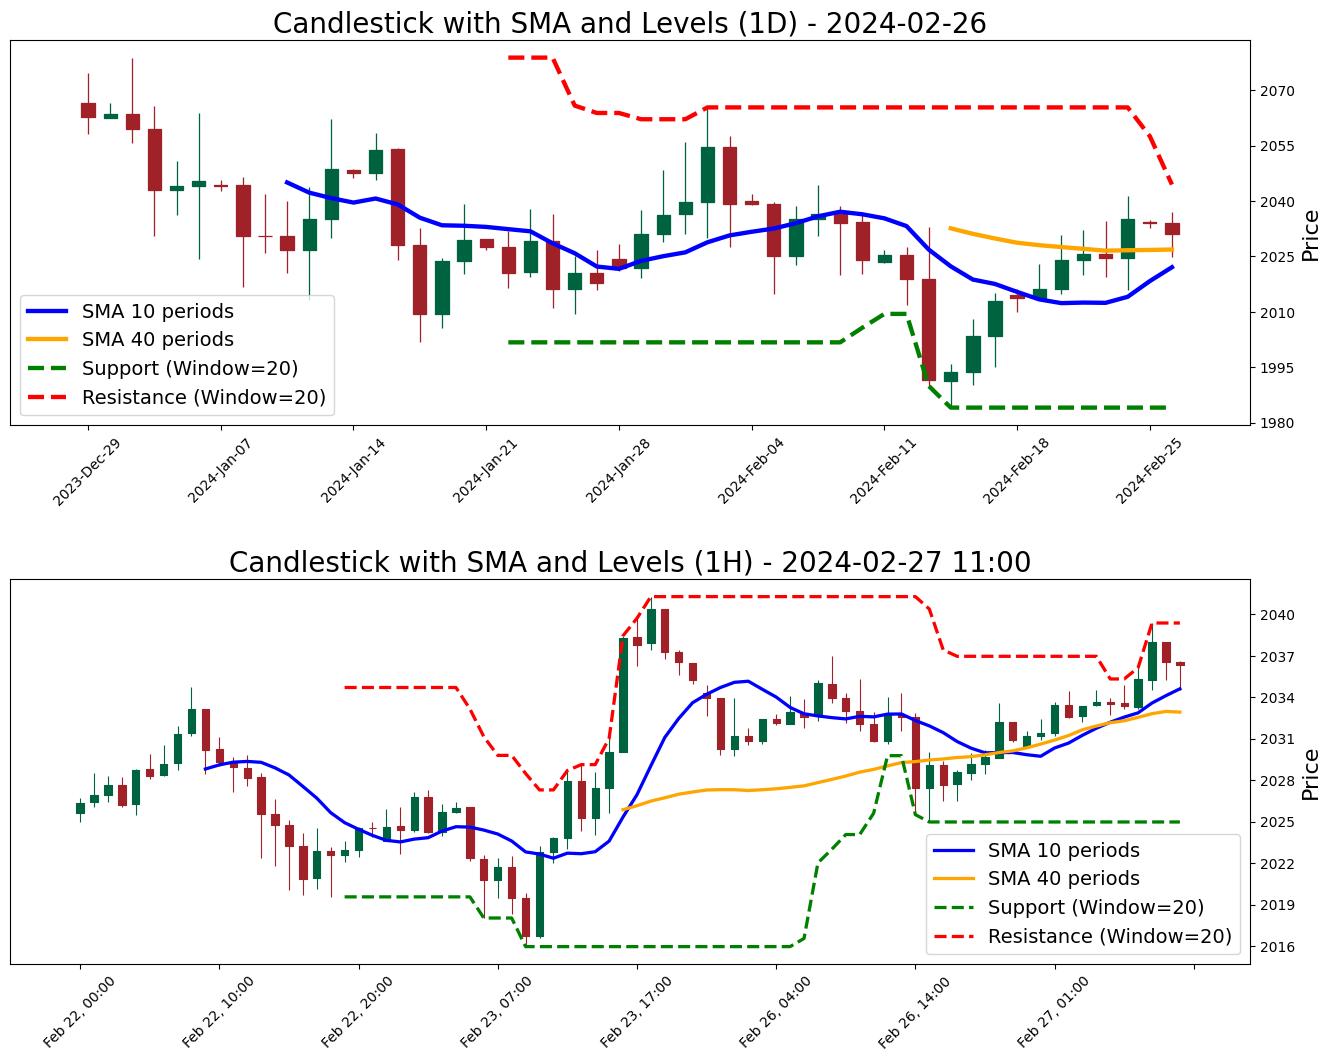 Candlestick with SMA and Levels (1D) - 2024-02-26
2070
2055
2040
2025
2010
1995
1980
Price
SMA 10 periods
SMA 40 periods
Support (Window=20)
Resistance (Window=20)
2023-Dec-29
2024-Jan-07
2024-Jan-14
2024-Jan-21
2024-Jan-28
2024-Feb-04
2024-Feb-11
2024-Feb-18
2024-Feb-25
Candlestick with SMA and Levels (1H) - 2024-02-27 11:00
2040
2037
2034
2031
2028
2025
2022
2019
2016
Price
SMA 10 periods
SMA 40 periods
Support (Window=20)
Resistance (Window=20)
Feb 22, 00:00
Feb 22, 10:00
Feb 22, 20:00
Feb 23, 07:00
Feb 23, 17:00
Feb 26, 04:00
Feb 26, 14:00
Feb 27, 01:00